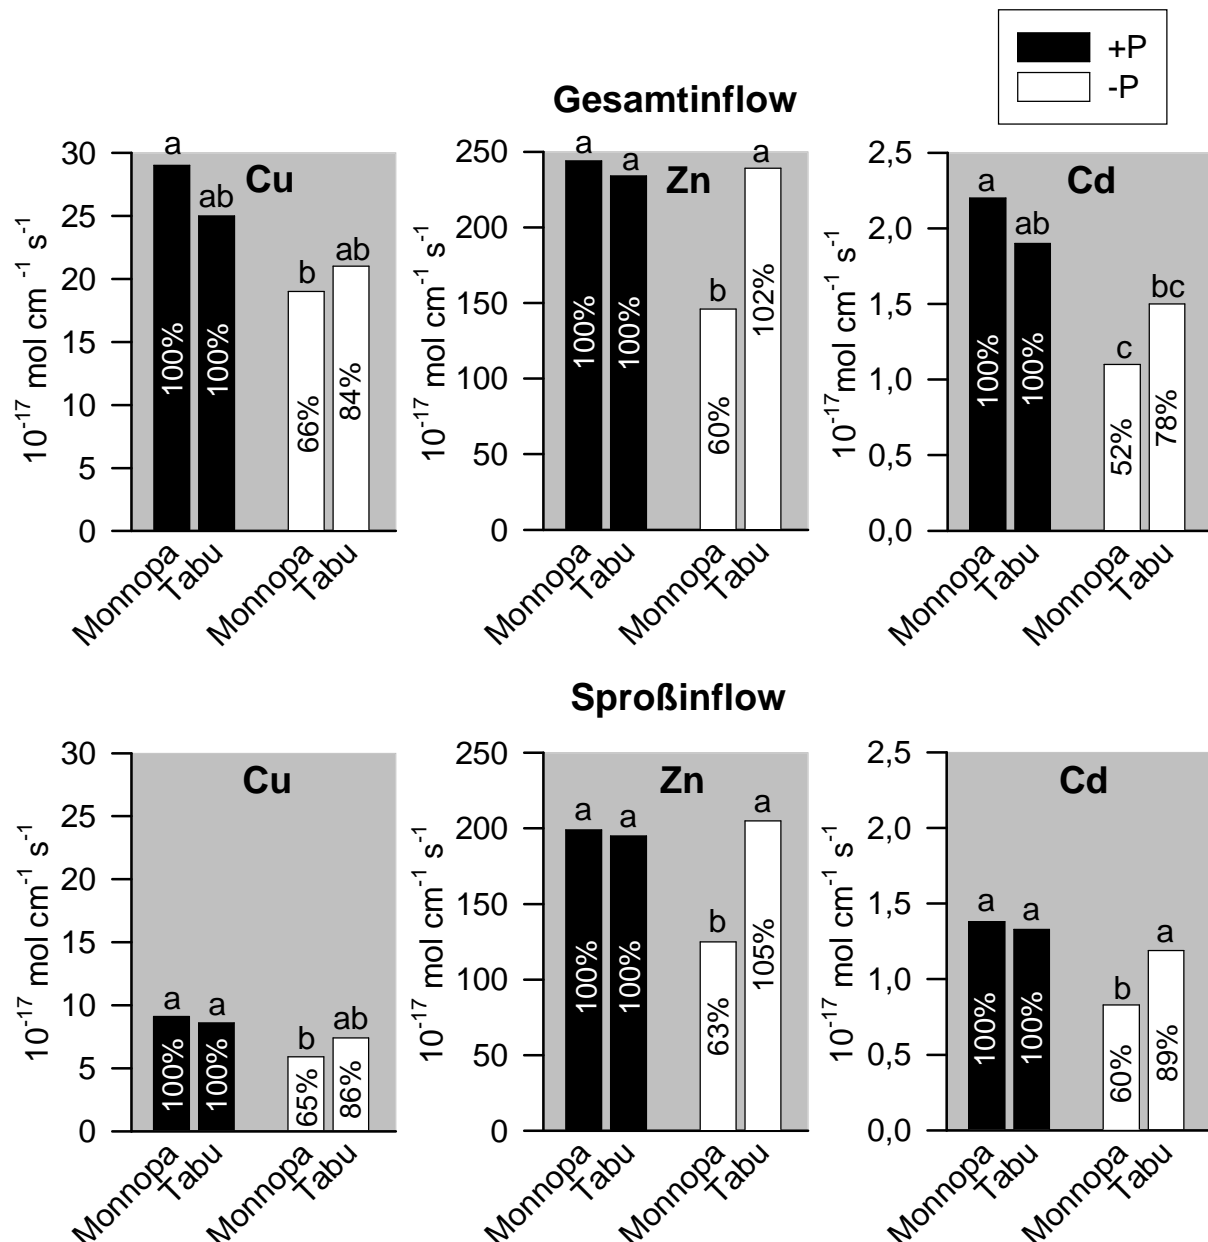 +P
-P
Gesamtinflow
Cu
30
25
20
15
10
5
0
10⁻¹⁷ mol cm⁻¹ s⁻¹
a
ab
b
ab
100%
100%
66%
84%
Monnopa
Tabu
Monnopa
Tabu
Zn
250
200
150
100
50
0
10⁻¹⁷ mol cm⁻¹ s⁻¹
a
a
b
a
100%
100%
60%
102%
Monnopa
Tabu
Monnopa
Tabu
Cd
2,5
2,0
1,5
1,0
0,5
0,0
10⁻¹⁷mol cm⁻¹ s⁻¹
a
ab
c
bc
100%
100%
52%
78%
Monnopa
Tabu
Monnopa
Tabu
Sproßinflow
Cu
30
25
20
15
10
5
0
10⁻¹⁷ mol cm⁻¹ s⁻¹
a
a
b
ab
100%
100%
65%
86%
Monnopa
Tabu
Monnopa
Tabu
Zn
250
200
150
100
50
0
10⁻¹⁷ mol cm⁻¹ s⁻¹
a
a
b
a
100%
100%
63%
105%
Monnopa
Tabu
Monnopa
Tabu
Cd
2,5
2,0
1,5
1,0
0,5
0,0
10⁻¹⁷ mol cm⁻¹ s⁻¹
a
a
b
a
100%
100%
60%
89%
Monnopa
Tabu
Monnopa
Tabu